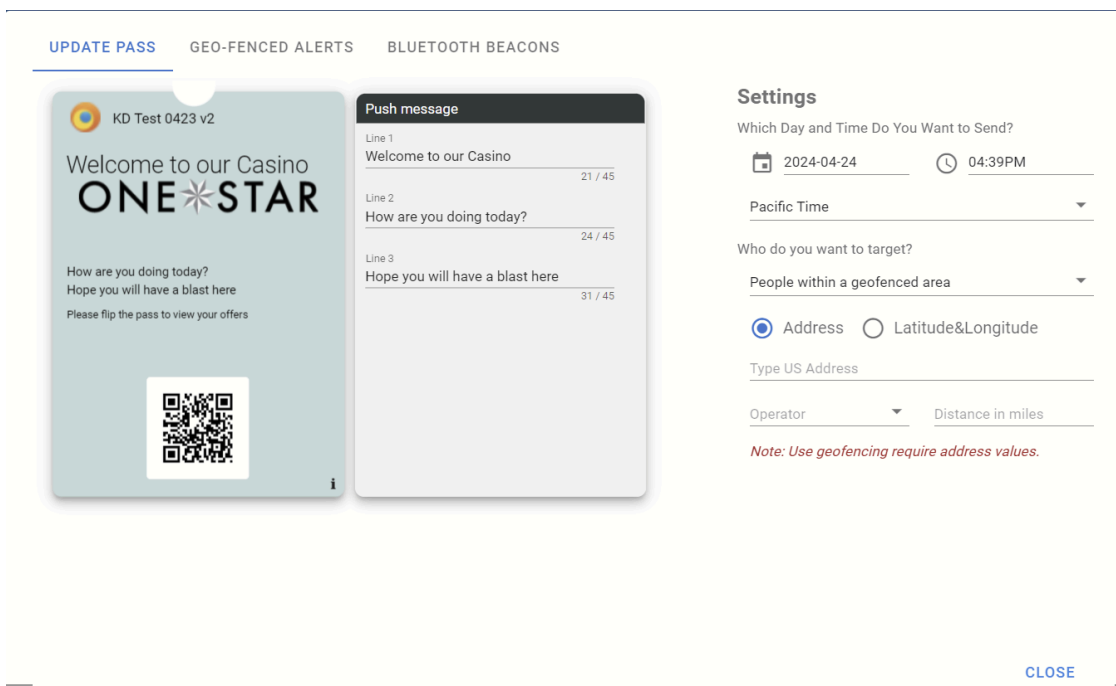 UPDATE PASS GEO-FENCED ALERTS BLUETOOTH BEACONS
KD Test 0423 v2
Welcome to our Casino
ONE STAR
How are you doing today?
Hope you will have a blast here
Please flip the pass to view your offers
i
Push message
Line 1
Welcome to our Casino
21 / 45
Line 2
How are you doing today?
24 / 45
Line 3
Hope you will have a blast here
31 / 45
Settings
Which Day and Time Do You Want to Send?
2024-04-24 04:39PM
Pacific Time
Who do you want to target?
People within a geofenced area
Address Latitude&Longitude
Type US Address
Operator Distance in miles
Note: Use geofencing require address values.
CLOSE